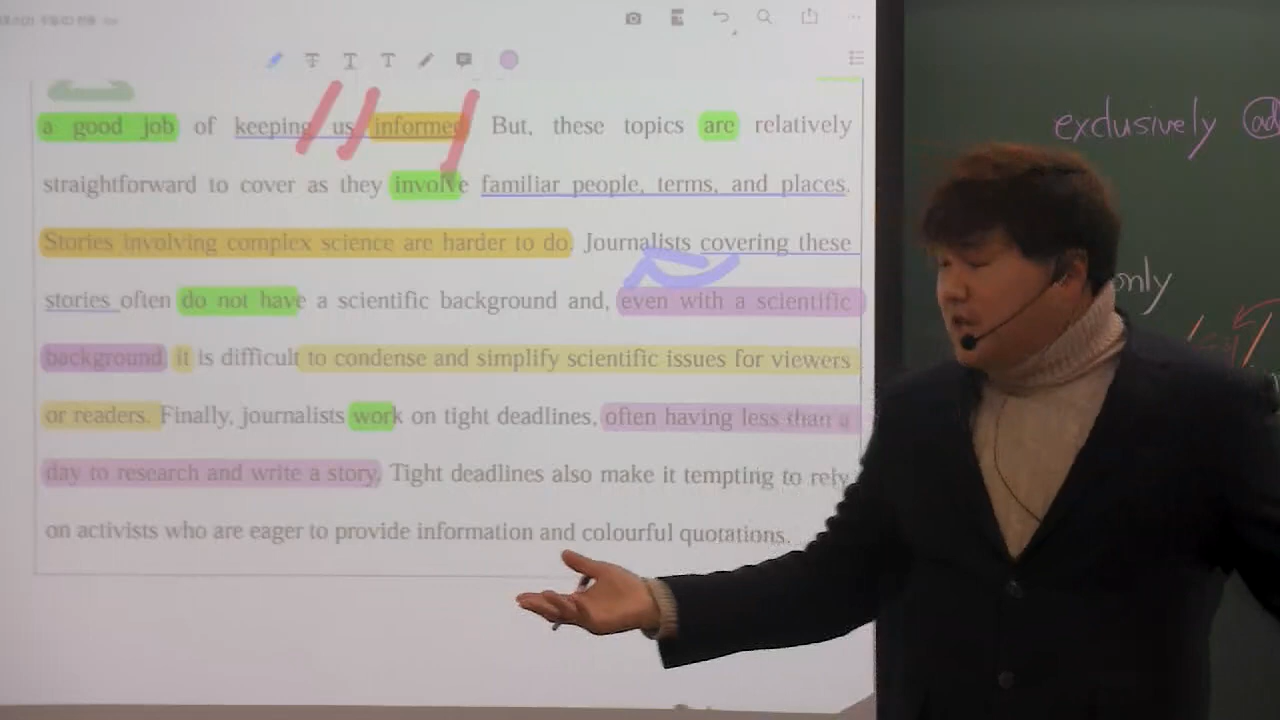 a good job of keeping us informed. But, these topics are relatively
straightforward to cover as they involve familiar people, terms, and places.
Stories involving complex science are harder to do. Journalists covering these
stories often do not have a scientific background and, even with a scientific
background it is difficult to condense and simplify scientific issues for viewers
or readers. Finally, journalists work on tight deadlines, often having less than a
day to research and write a story. Tight deadlines also make it tempting to rely
on activists who are eager to provide information and colourful quotations.
exclusively
only